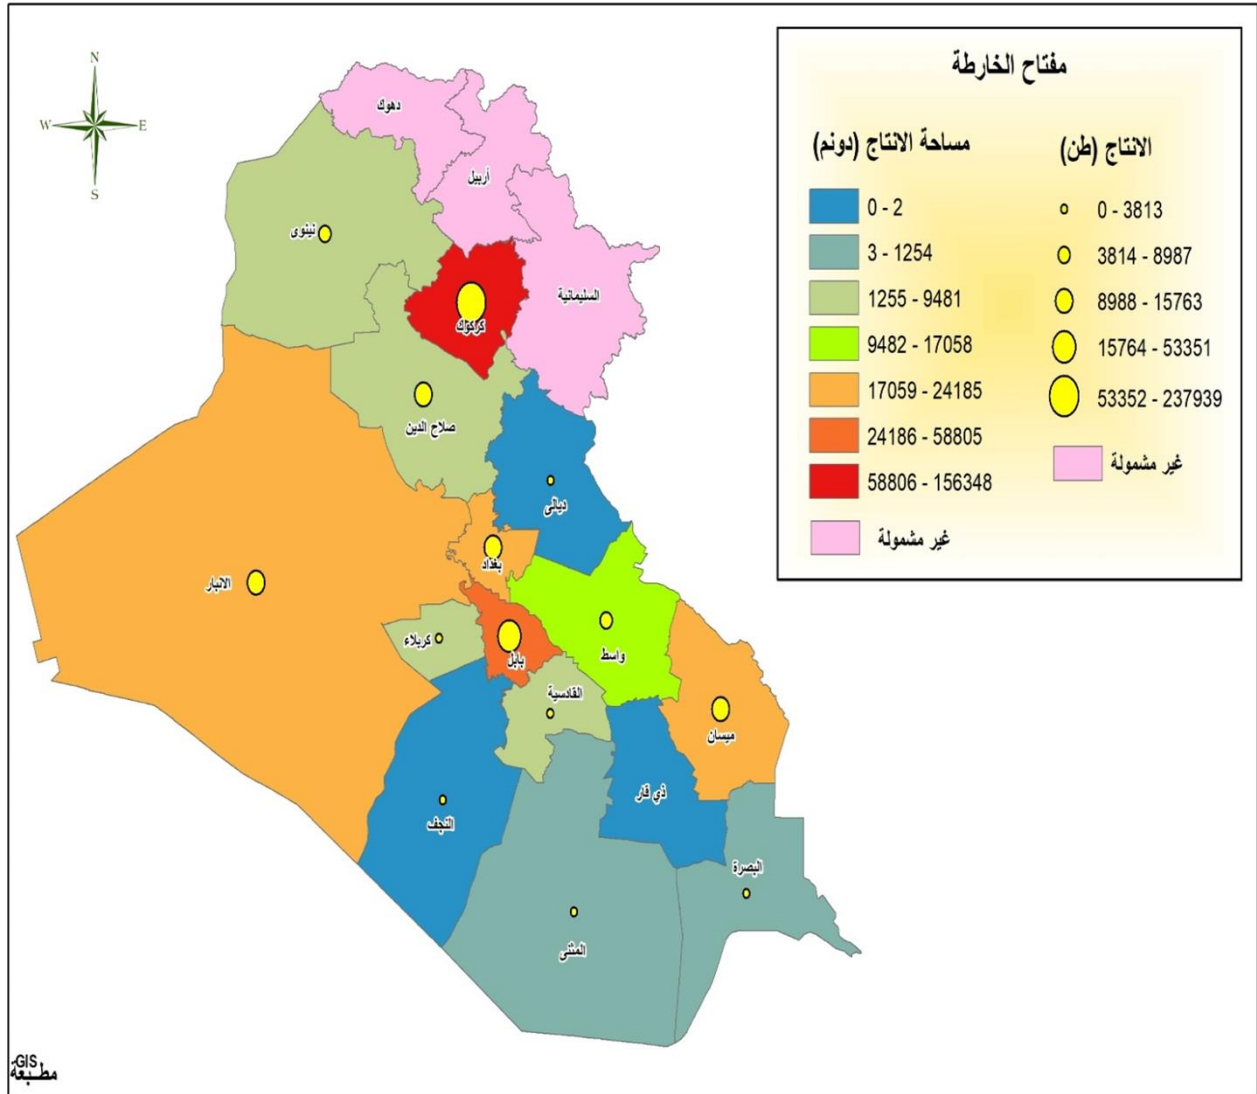 مفتاح الخارطة
مساحة الانتاج (دونم)
0 - 2
3 - 1254
1255 - 9481
9482 - 17058
17059 - 24185
24186 - 58805
58806 - 156348
غير مشمولة
الانتاج (طن)
0 - 3813
3814 - 8987
8988 - 15763
15764 - 53351
53352 - 237939
غير مشمولة
N
W
E
S
دهوك
أربيل
نينوى
السليمانية
كركوك
صلاح الدين
ديالى
بغداد
الانبار
كربلاء
بابل
واسط
القادسية
ميسان
ذي قار
النجف
البصرة
المثنى
GIS
مطبعة